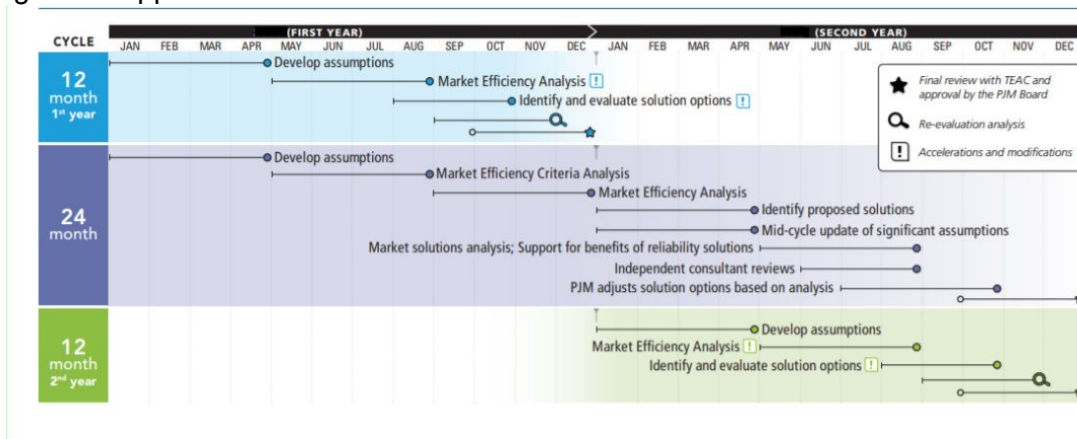 (FIRST YEAR) (SECOND YEAR)
CYCLE JAN FEB MAR APR MAY JUN JUL AUG SEP OCT NOV DEC JAN FEB MAR APR MAY JUN JUL AUG SEP OCT NOV DEC
12
month
1st year
Develop assumptions
Market Efficiency Analysis !
Identify and evaluate solution options !
Final review with TEAC and
approval by the PJM Board
Re-evaluation analysis
! Accelerations and modifications
24
month
Develop assumptions
Market Efficiency Criteria Analysis
Market Efficiency Analysis
Identify proposed solutions
Mid-cycle update of significant assumptions
Market solutions analysis; Support for benefits of reliability solutions
Independent consultant reviews
PJM adjusts solution options based on analysis
12
month
2nd year
Develop assumptions
Market Efficiency Analysis !
Identify and evaluate solution options !